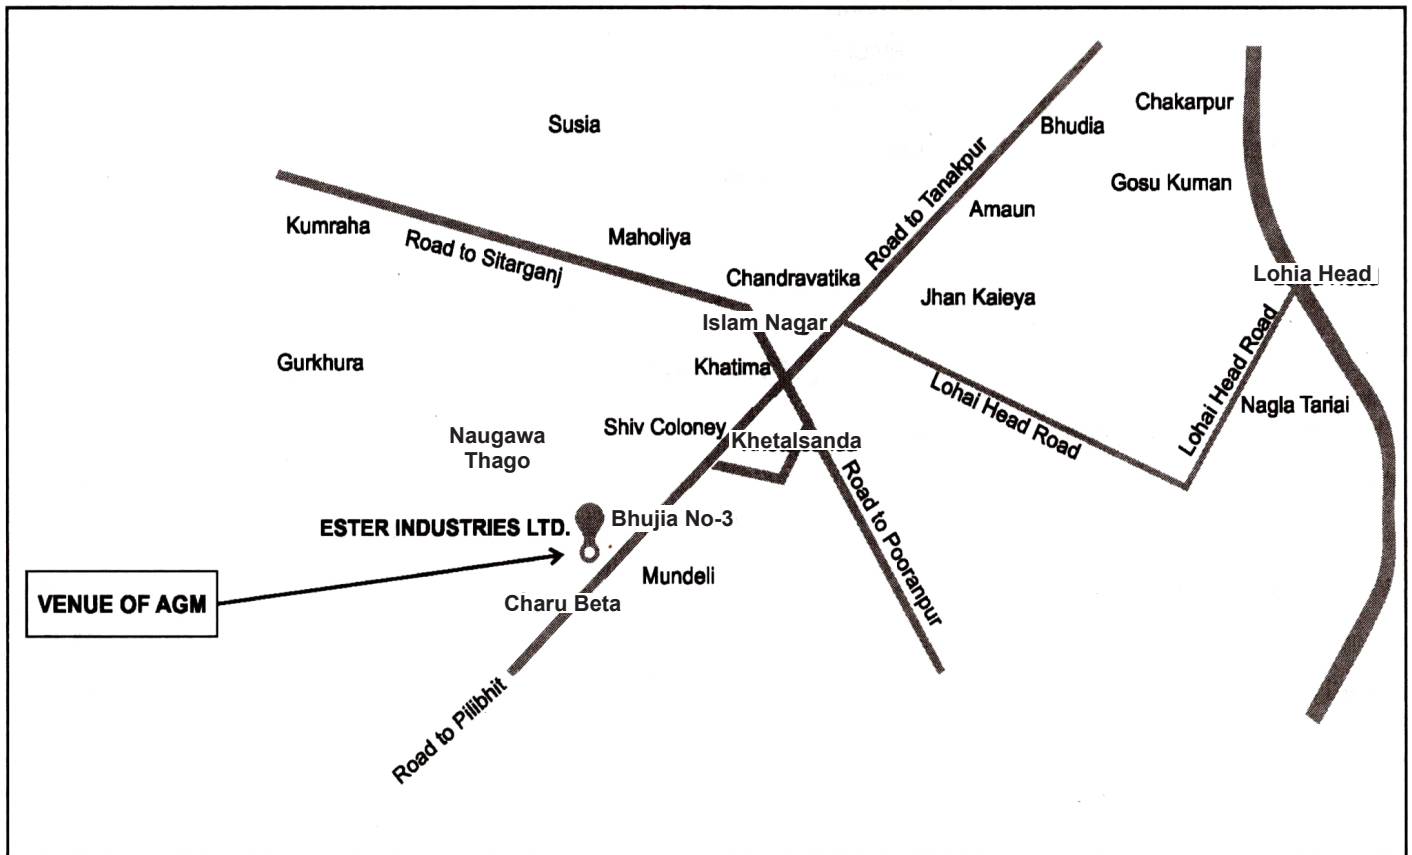 Chakarpur
Susia
Bhudia
Road to Tanakpur
Gosu Kuman
Amaun
Kumraha
Road to Sitarganj
Maholiya
Chandravatika
Lohia Head
Jhan Kaieya
Islam Nagar
Gurkhura
Khatima
Lohai Head Road
Lohai Head Road
Nagla Tariai
Shiv Coloney
Naugawa
Thago
Khetalsanda
Road to Pooranpur
Bhujia No-3
ESTER INDUSTRIES LTD.
Mundeli
VENUE OF AGM
Charu Beta
Road to Pilibhit